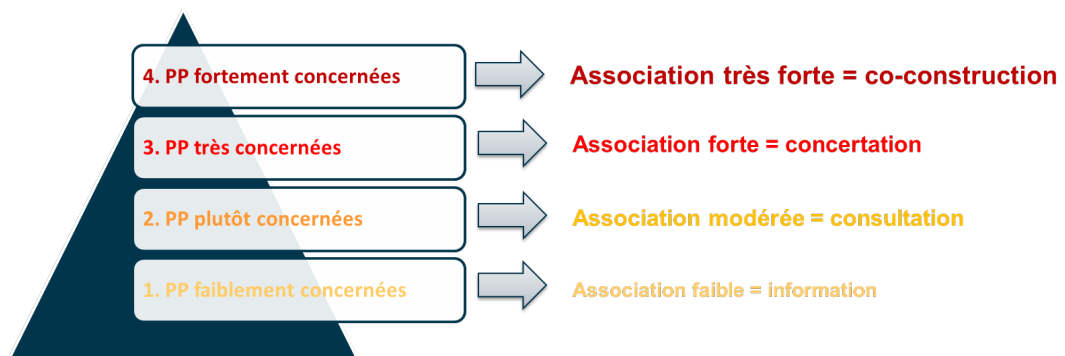 4. PP fortement concernées
Association très forte = co-construction
3. PP très concernées
Association forte = concertation
2. PP plutôt concernées
Association modérée = consultation
1. PP faiblement concernées
Association faible = information